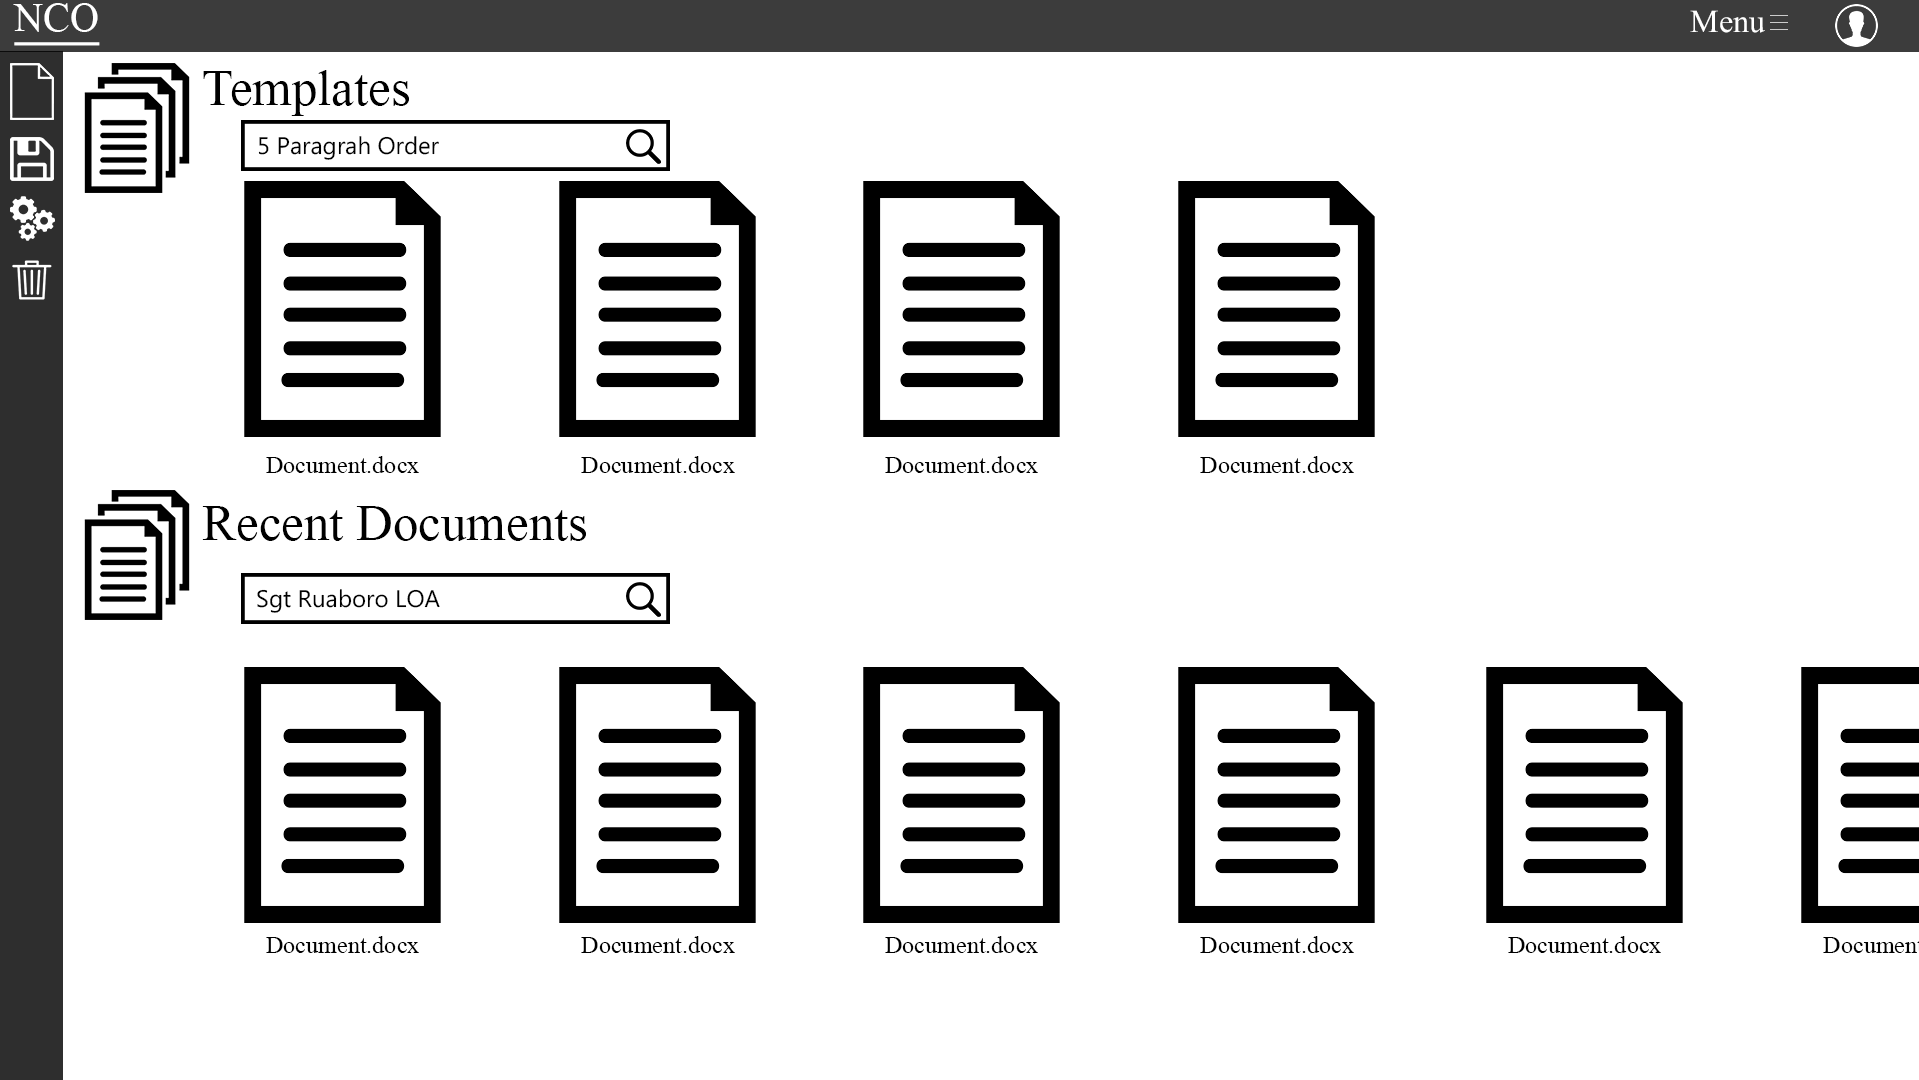 NCO
Menu
Templates
5 Paragrah Order
Document.docx
Document.docx
Document.docx
Document.docx
Recent Documents
Sgt Ruaboro LOA
Document.docx
Document.docx
Document.docx
Document.docx
Document.docx
Documen